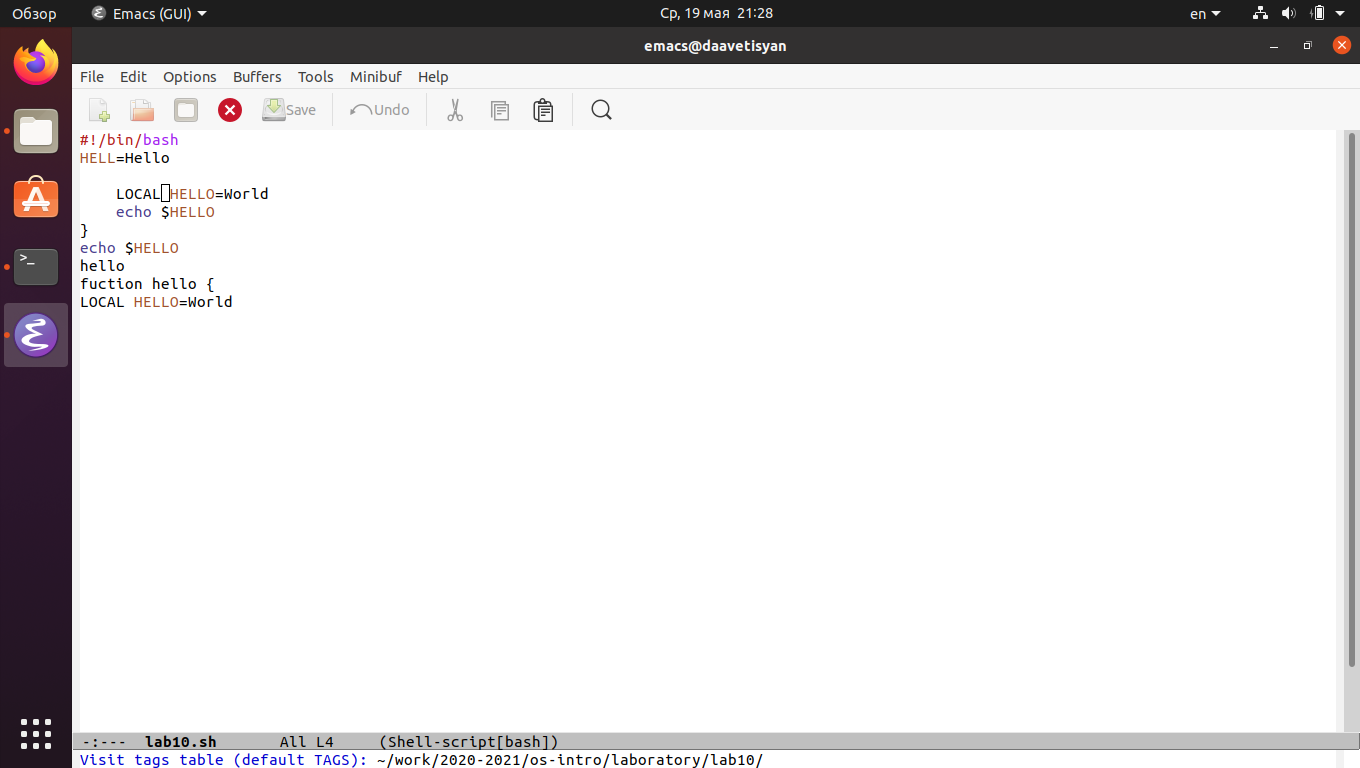 Обзор Emacs (GUI) Ср, 19 мая 21:28 en
emacs@daavetisyan
File Edit Options Buffers Tools Minibuf Help
Save Undo
#!/bin/bash
HELL=Hello
LOCAL HELLO=World
echo $HELLO
}
echo $HELLO
hello
fuction hello {
LOCAL HELLO=World
-:--- lab10.sh All L4 (Shell-script[bash])
Visit tags table (default TAGS): ~/work/2020-2021/os-intro/laboratory/lab10/